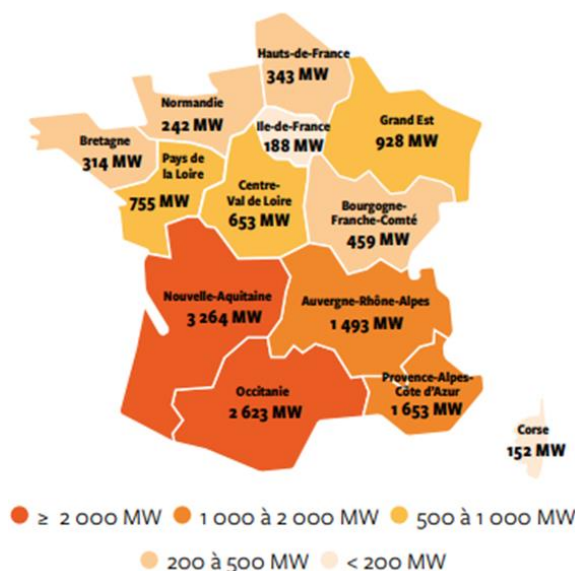 Hauts-de-France
343 MW
Normandie
242 MW
Ile-de-France
188 MW
Grand Est
928 MW
Bretagne
314 MW
Pays de
la Loire
755 MW
Centre-
Val de Loire
653 MW
Bourgogne-
Franche-Comté
459 MW
Nouvelle-Aquitaine
3 264 MW
Auvergne-Rhône-Alpes
1 493 MW
Occitanie
2 623 MW
Provence-Alpes-
Côte d'Azur
1 653 MW
Corse
152 MW
≥ 2 000 MW 1 000 à 2 000 MW 500 à 1 000 MW
200 à 500 MW < 200 MW